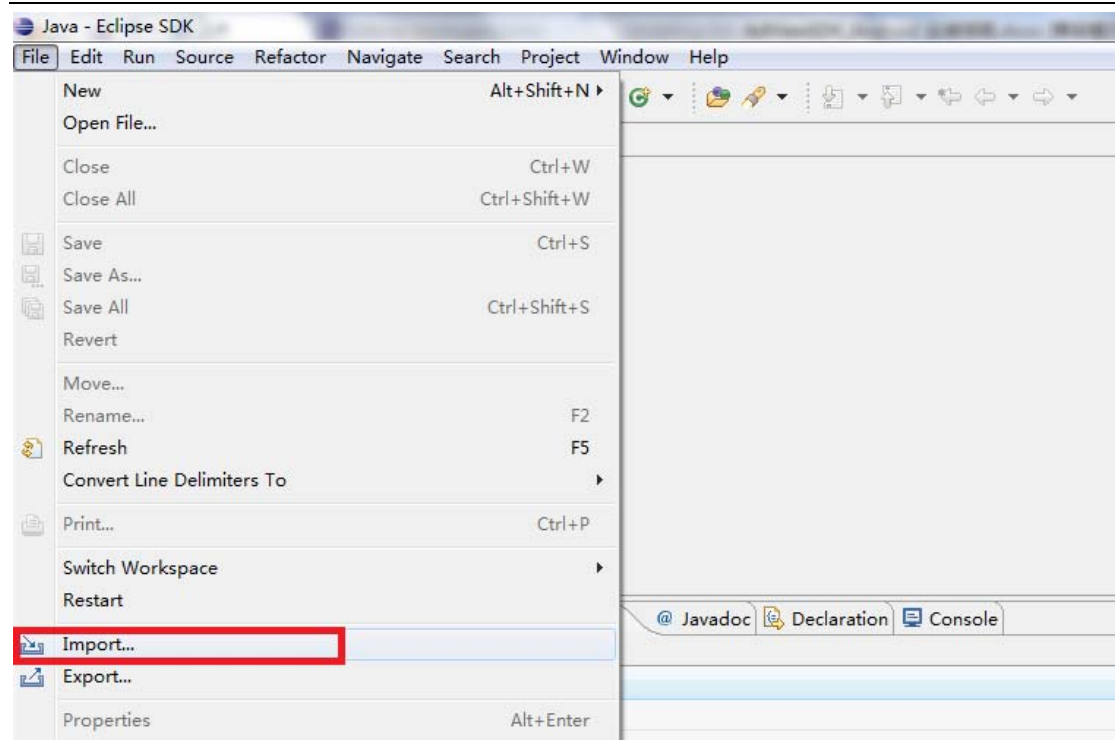 Java - Eclipse SDK
File Edit Run Source Refactor Navigate Search Project Window Help
New Alt+Shift+N
Open File...
Close Ctrl+W
Close All Ctrl+Shift+W
Save Ctrl+S
Save As...
Save All Ctrl+Shift+S
Revert
Move...
Rename... F2
Refresh F5
Convert Line Delimiters To
Print... Ctrl+P
Switch Workspace
Restart
@ Javadoc Declaration Console
Import...
Export...
Properties Alt+Enter